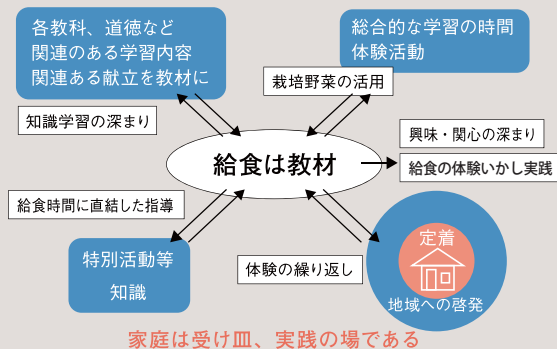 各教科、道徳など
関連のある学習内容
関連ある献立を教材に
総合的な学習の時間
体験活動
栽培野菜の活用
知識学習の深まり
興味・関心の深まり
給食は教材
給食の体験いかし実践
給食時間に直結した指導
特別活動等
知識
体験の繰り返し
定着
地域への啓発
家庭は受け皿、実践の場である